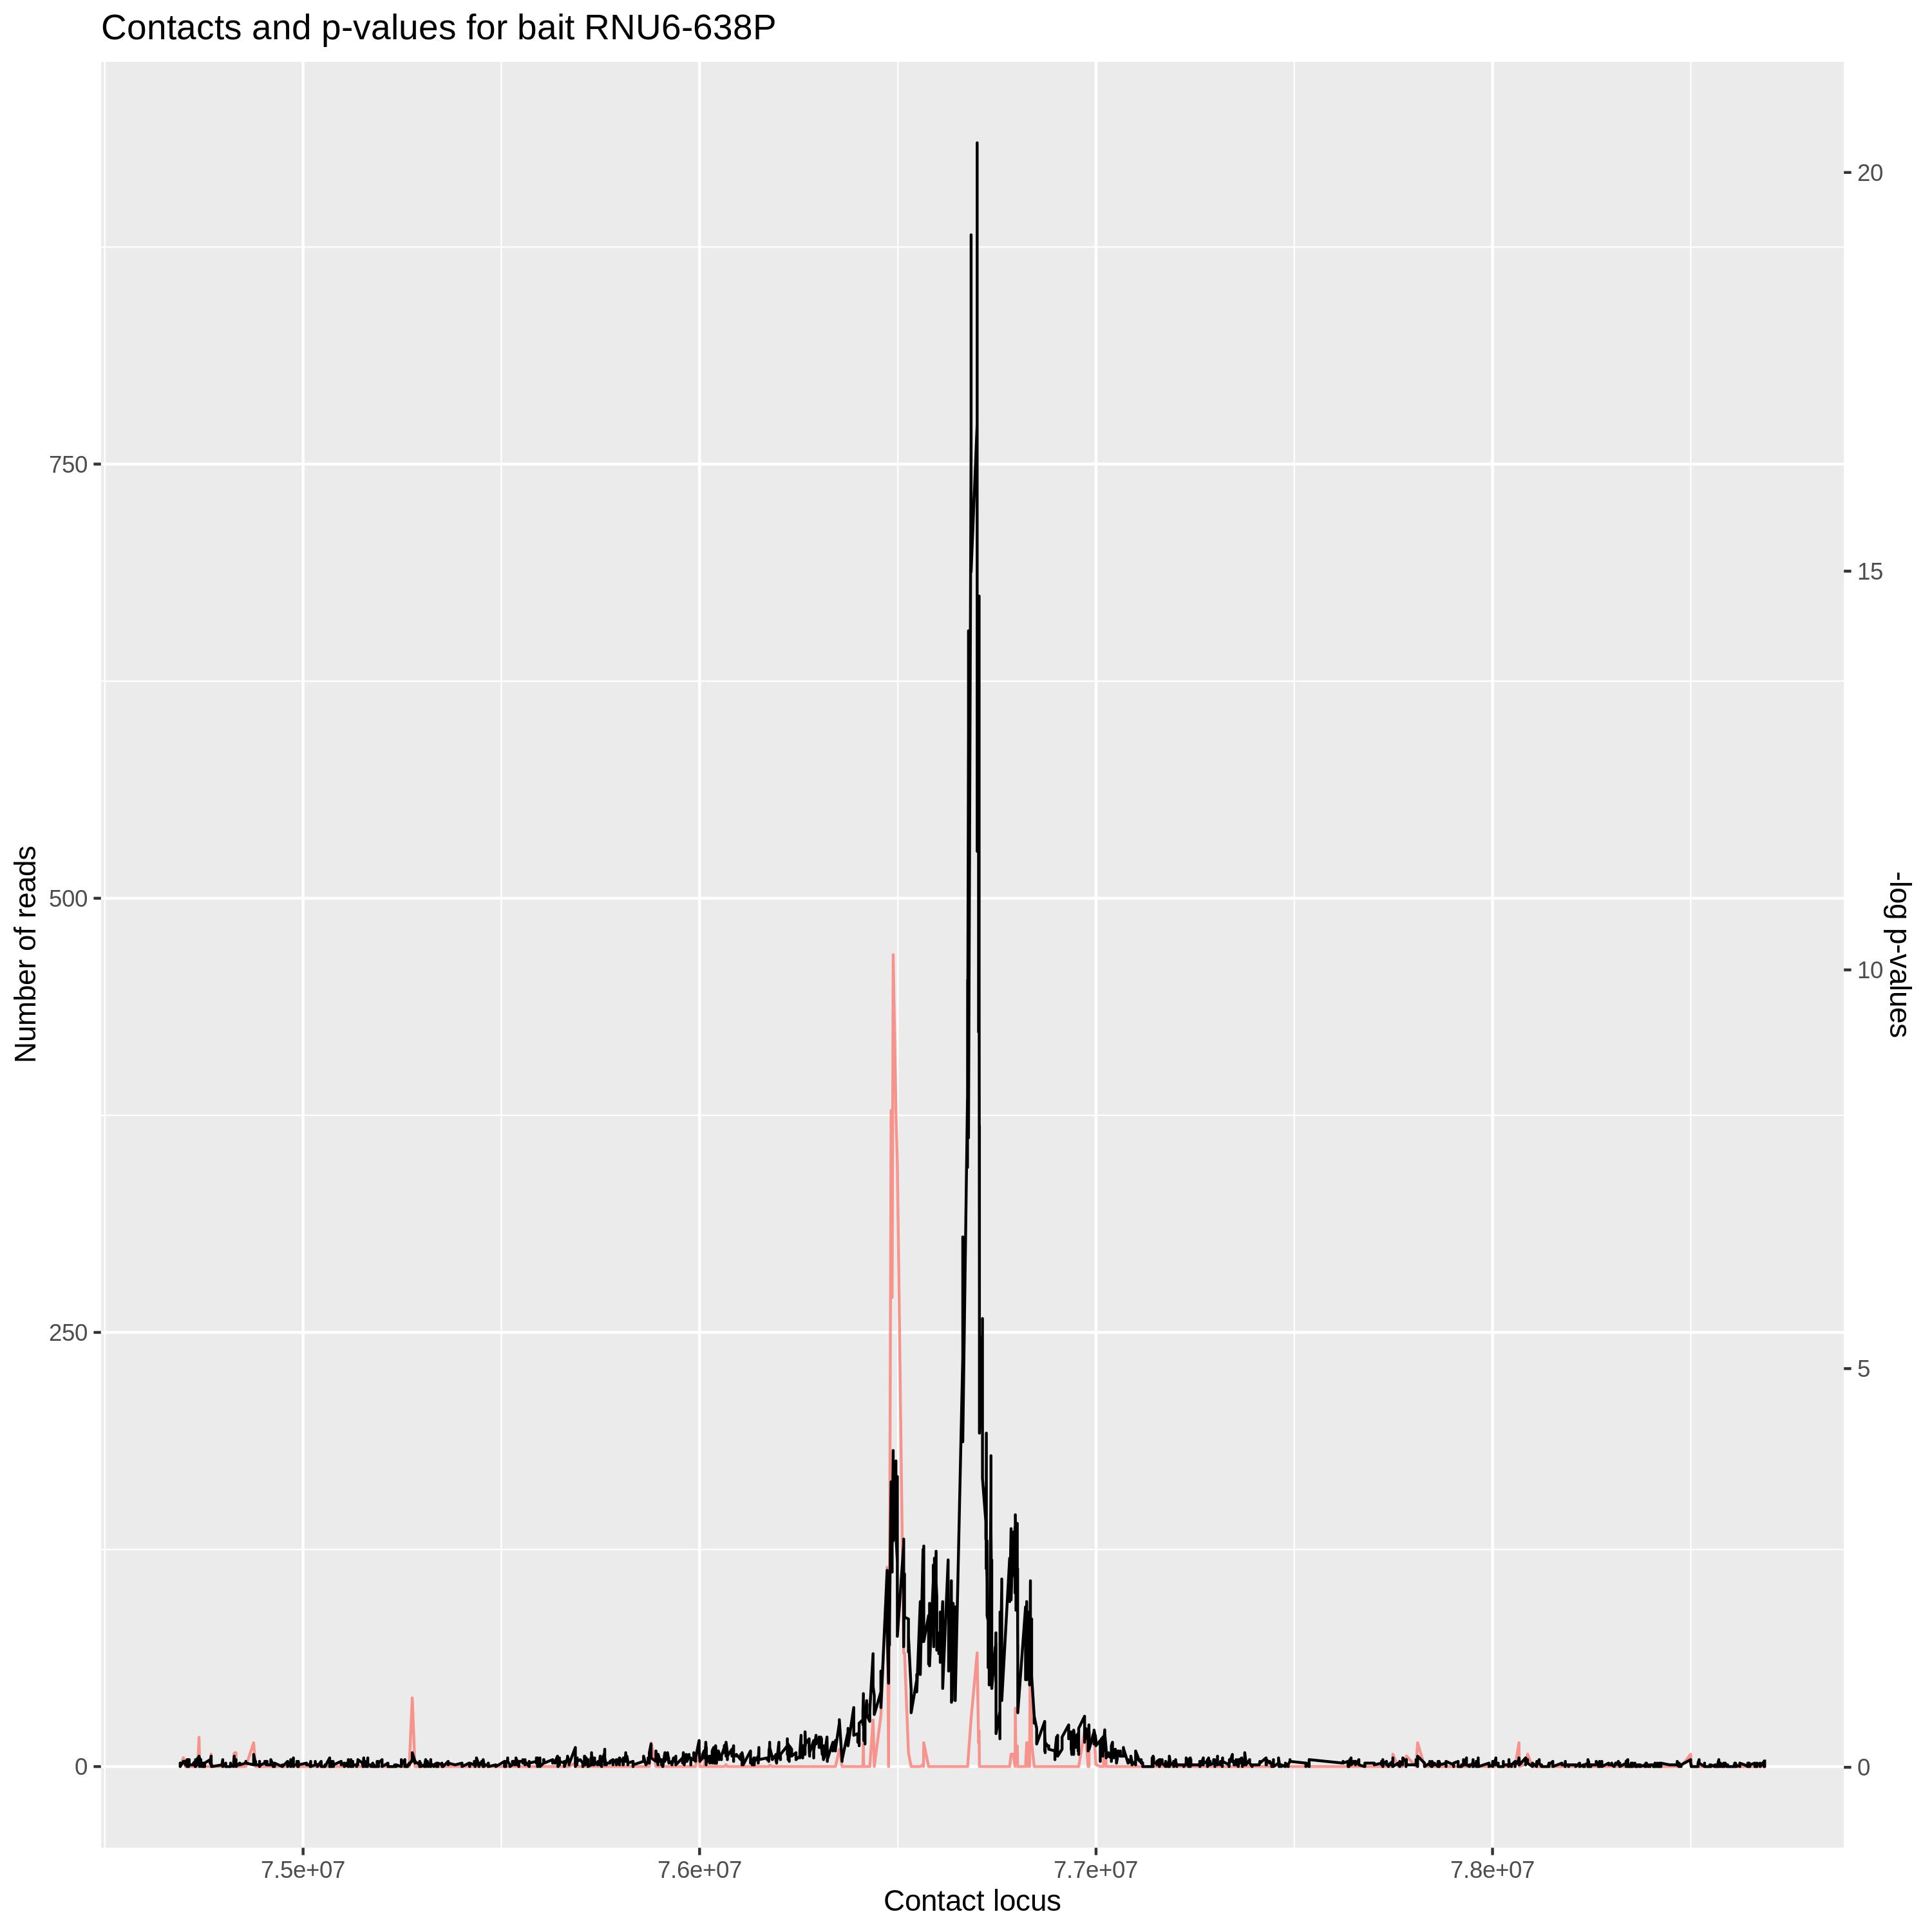 Contacts and p-values for bait RNU6-638P
20
750
15
Number of reads
500
-log p-values
10
250
5
0
0
7.5e+07
7.6e+07
7.7e+07
7.8e+07
Contact locus